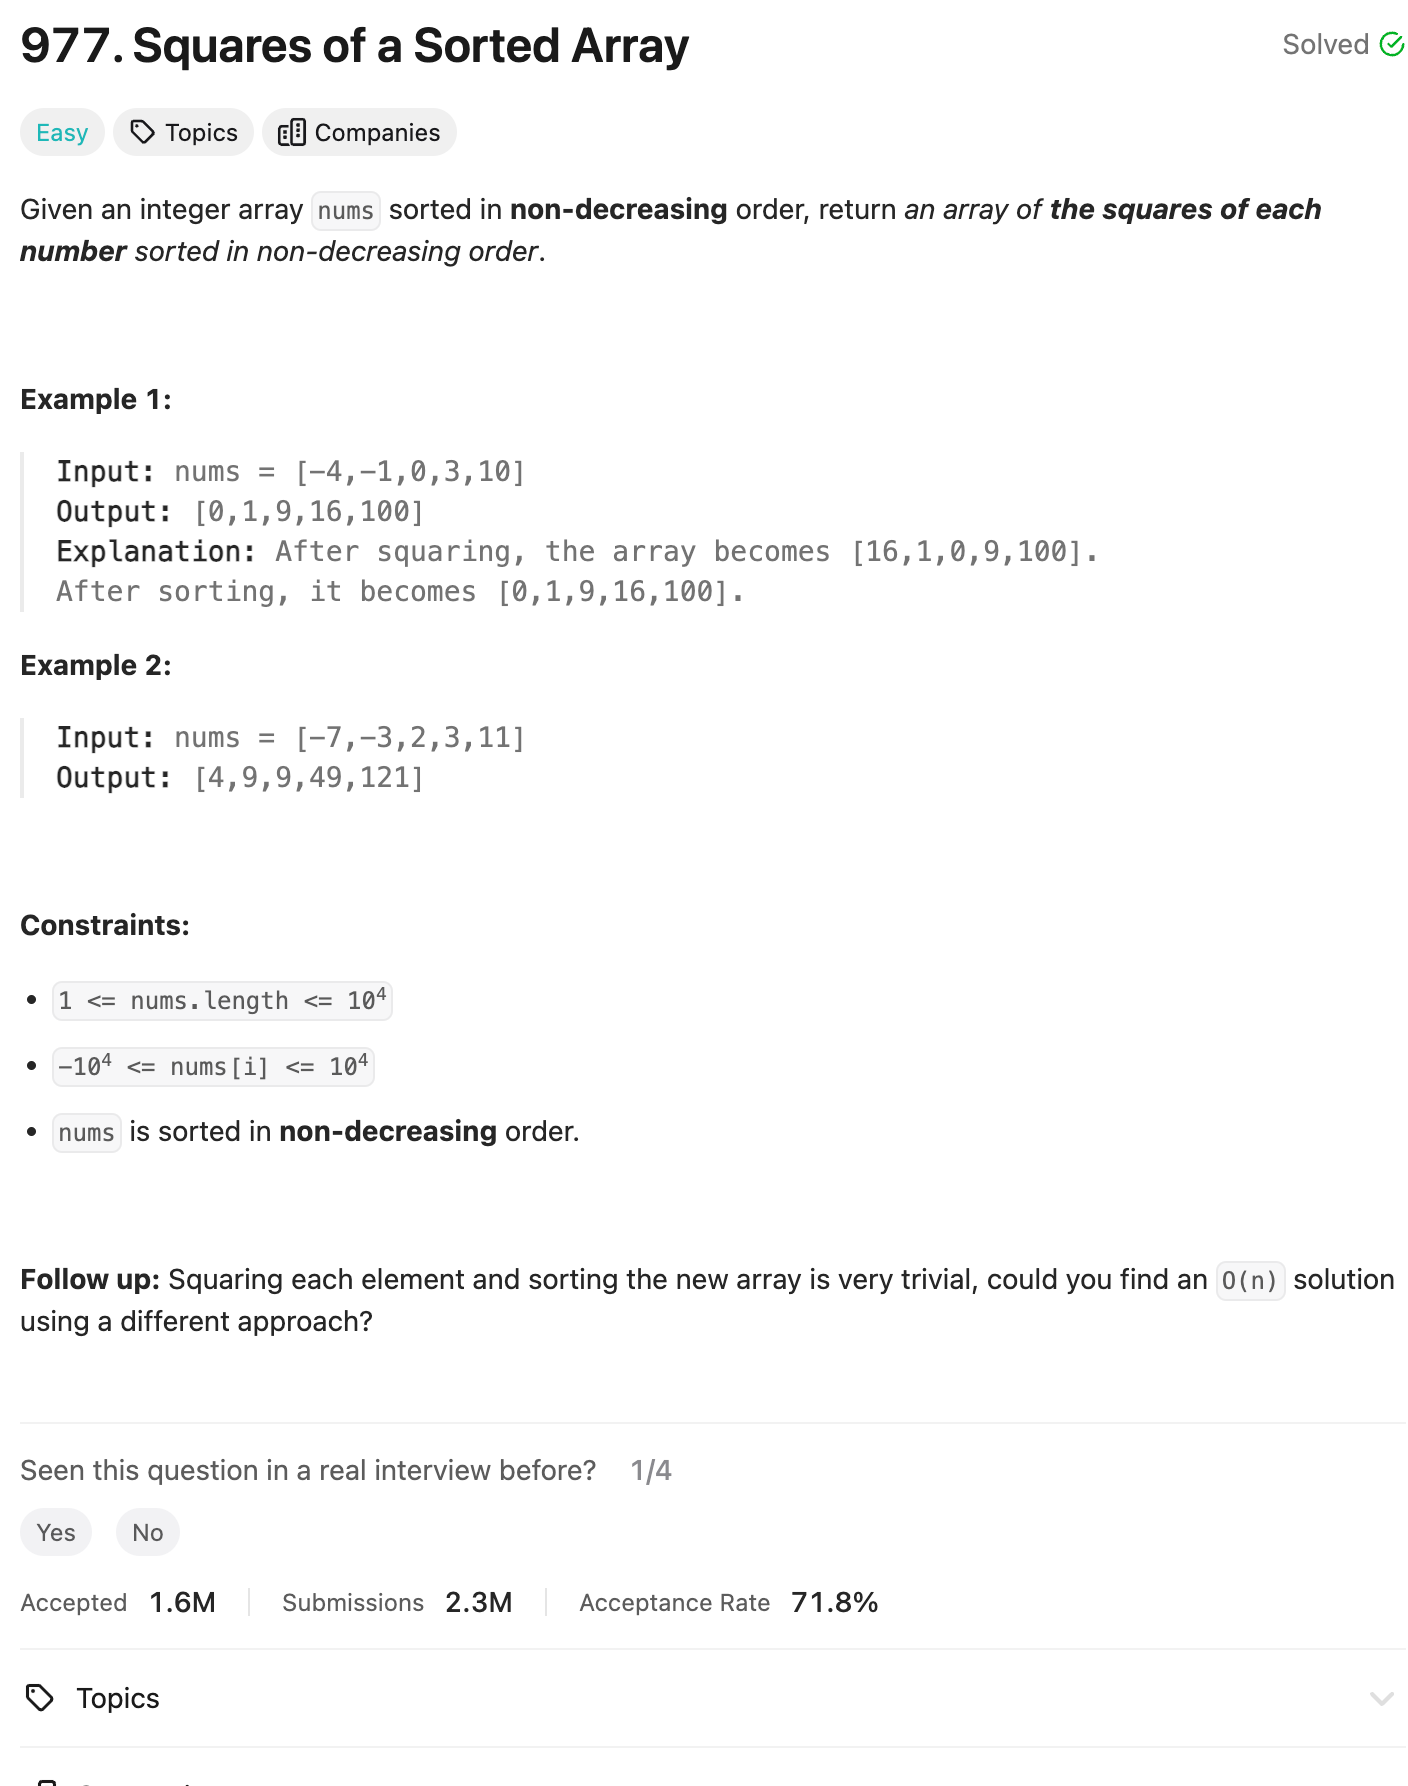 977. Squares of a Sorted Array
Solved
Easy
Topics
Companies
Given an integer array nums sorted in non-decreasing order, return an array of the squares of each
number sorted in non-decreasing order.
Example 1:
Input: nums = [-4,-1,0,3,10]
Output: [0,1,9,16,100]
Explanation: After squaring, the array becomes [16,1,0,9,100].
After sorting, it becomes [0,1,9,16,100].
Example 2:
Input: nums = [-7,-3,2,3,11]
Output: [4,9,9,49,121]
Constraints:
• 1 <= nums.length <= 10⁴
• -10⁴ <= nums[i] <= 10⁴
• nums is sorted in non-decreasing order.
Follow up: Squaring each element and sorting the new array is very trivial, could you find an O(n) solution
using a different approach?
Seen this question in a real interview before? 1/4
Yes
No
Accepted 1.6M
Submissions 2.3M
Acceptance Rate 71.8%
Topics